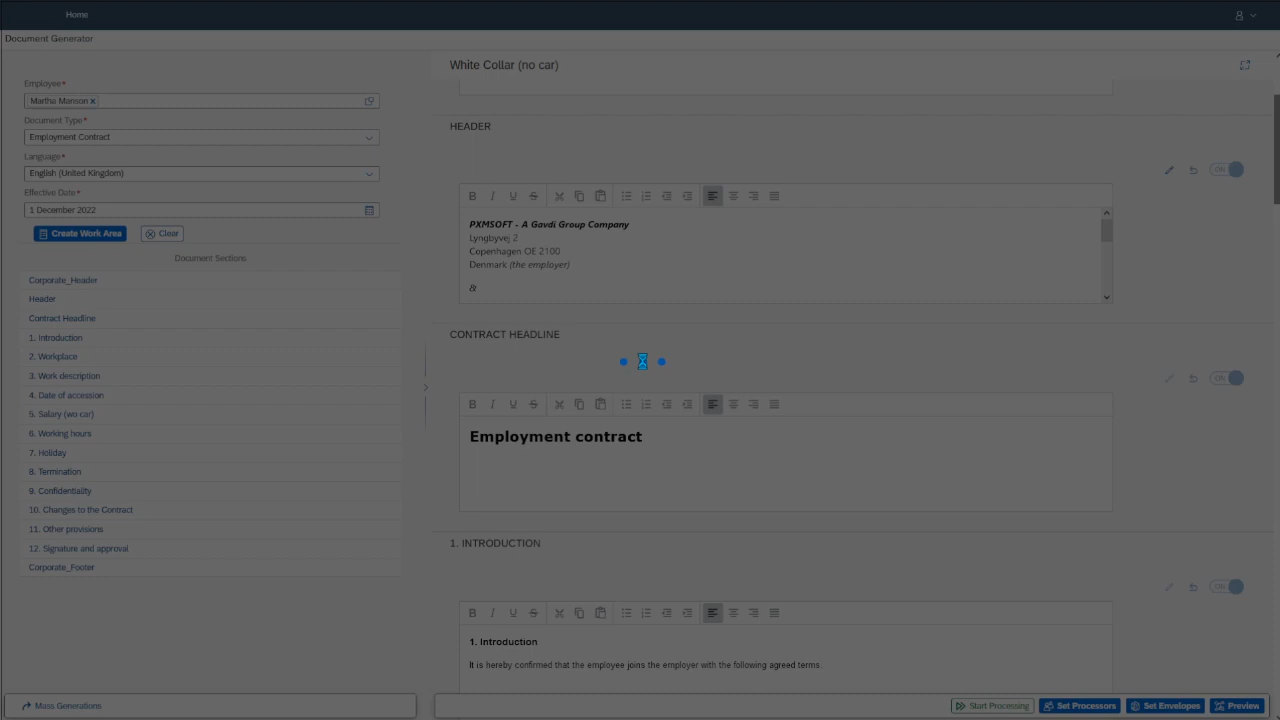 Home
Document Generator
Employee*
Martha Manson x
Document Type*
Employment Contract
Language*
English (United Kingdom)
Effective Date*
1 December 2022
Create Work Area
Clear
Document Sections
Corporate_Header
Header
Contract Headline
1. Introduction
2. Workplace
3. Work description
4. Date of accession
5. Salary (wo car)
6. Working hours
7. Holiday
8. Termination
9. Confidentiality
10. Changes to the Contract
11. Other provisions
12. Signature and approval
Corporate_Footer
Mass Generations
White Collar (no car)
HEADER
ON
B I U S
PXMSOFT - A Gavdi Group Company
Lyngbyvej 2
Copenhagen OE 2100
Denmark (the employer)
&
CONTRACT HEADLINE
ON
B I U S
Employment contract
1. INTRODUCTION
ON
B I U S
1. Introduction
It is hereby confirmed that the employee joins the employer with the following agreed terms.
Start Processing
Set Processors
Set Envelopes
Preview